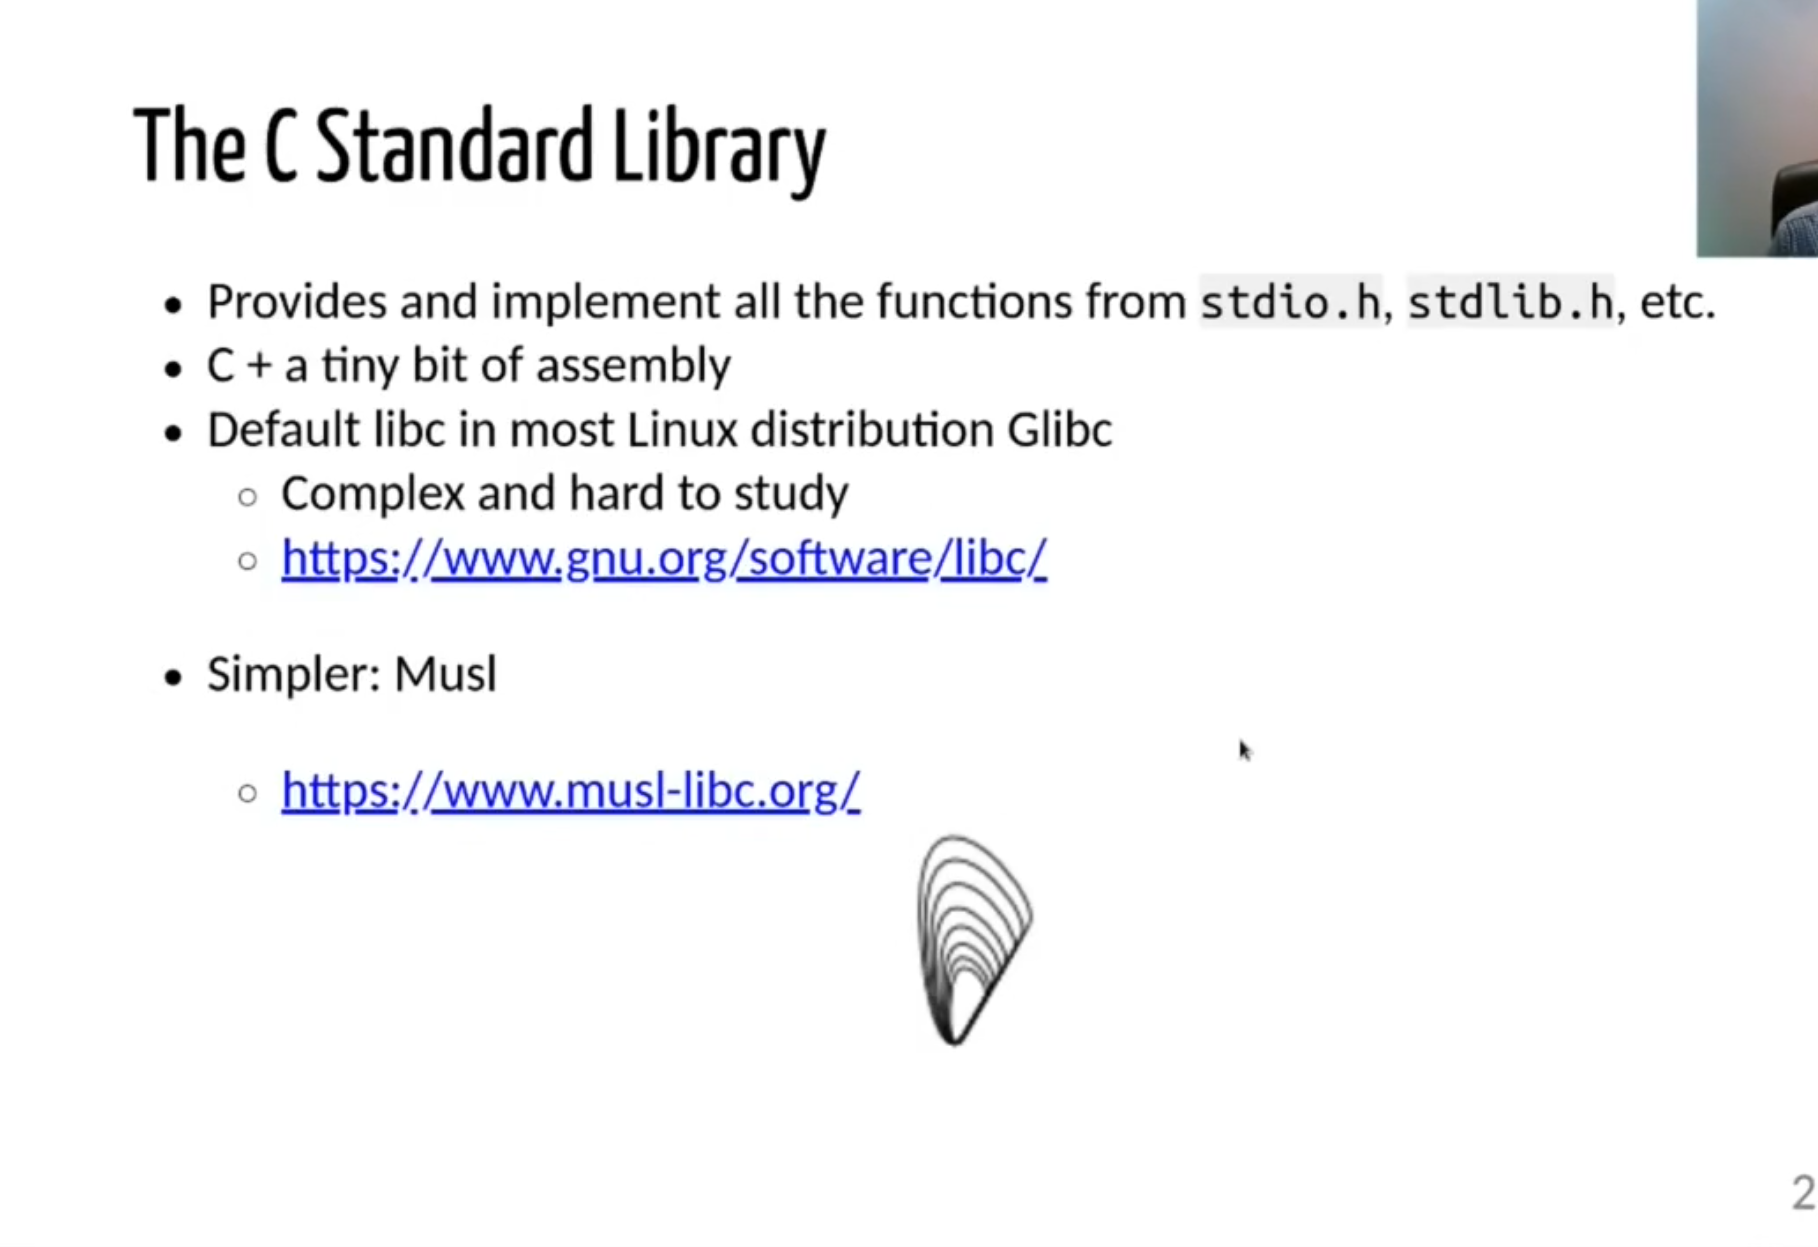 The C Standard Library
• Provides and implement all the functions from stdio.h, stdlib.h, etc.
• C + a tiny bit of assembly
• Default libc in most Linux distribution Glibc
○ Complex and hard to study
○ https://www.gnu.org/software/libc/
• Simpler: Musl
○ https://www.musl-libc.org/
2